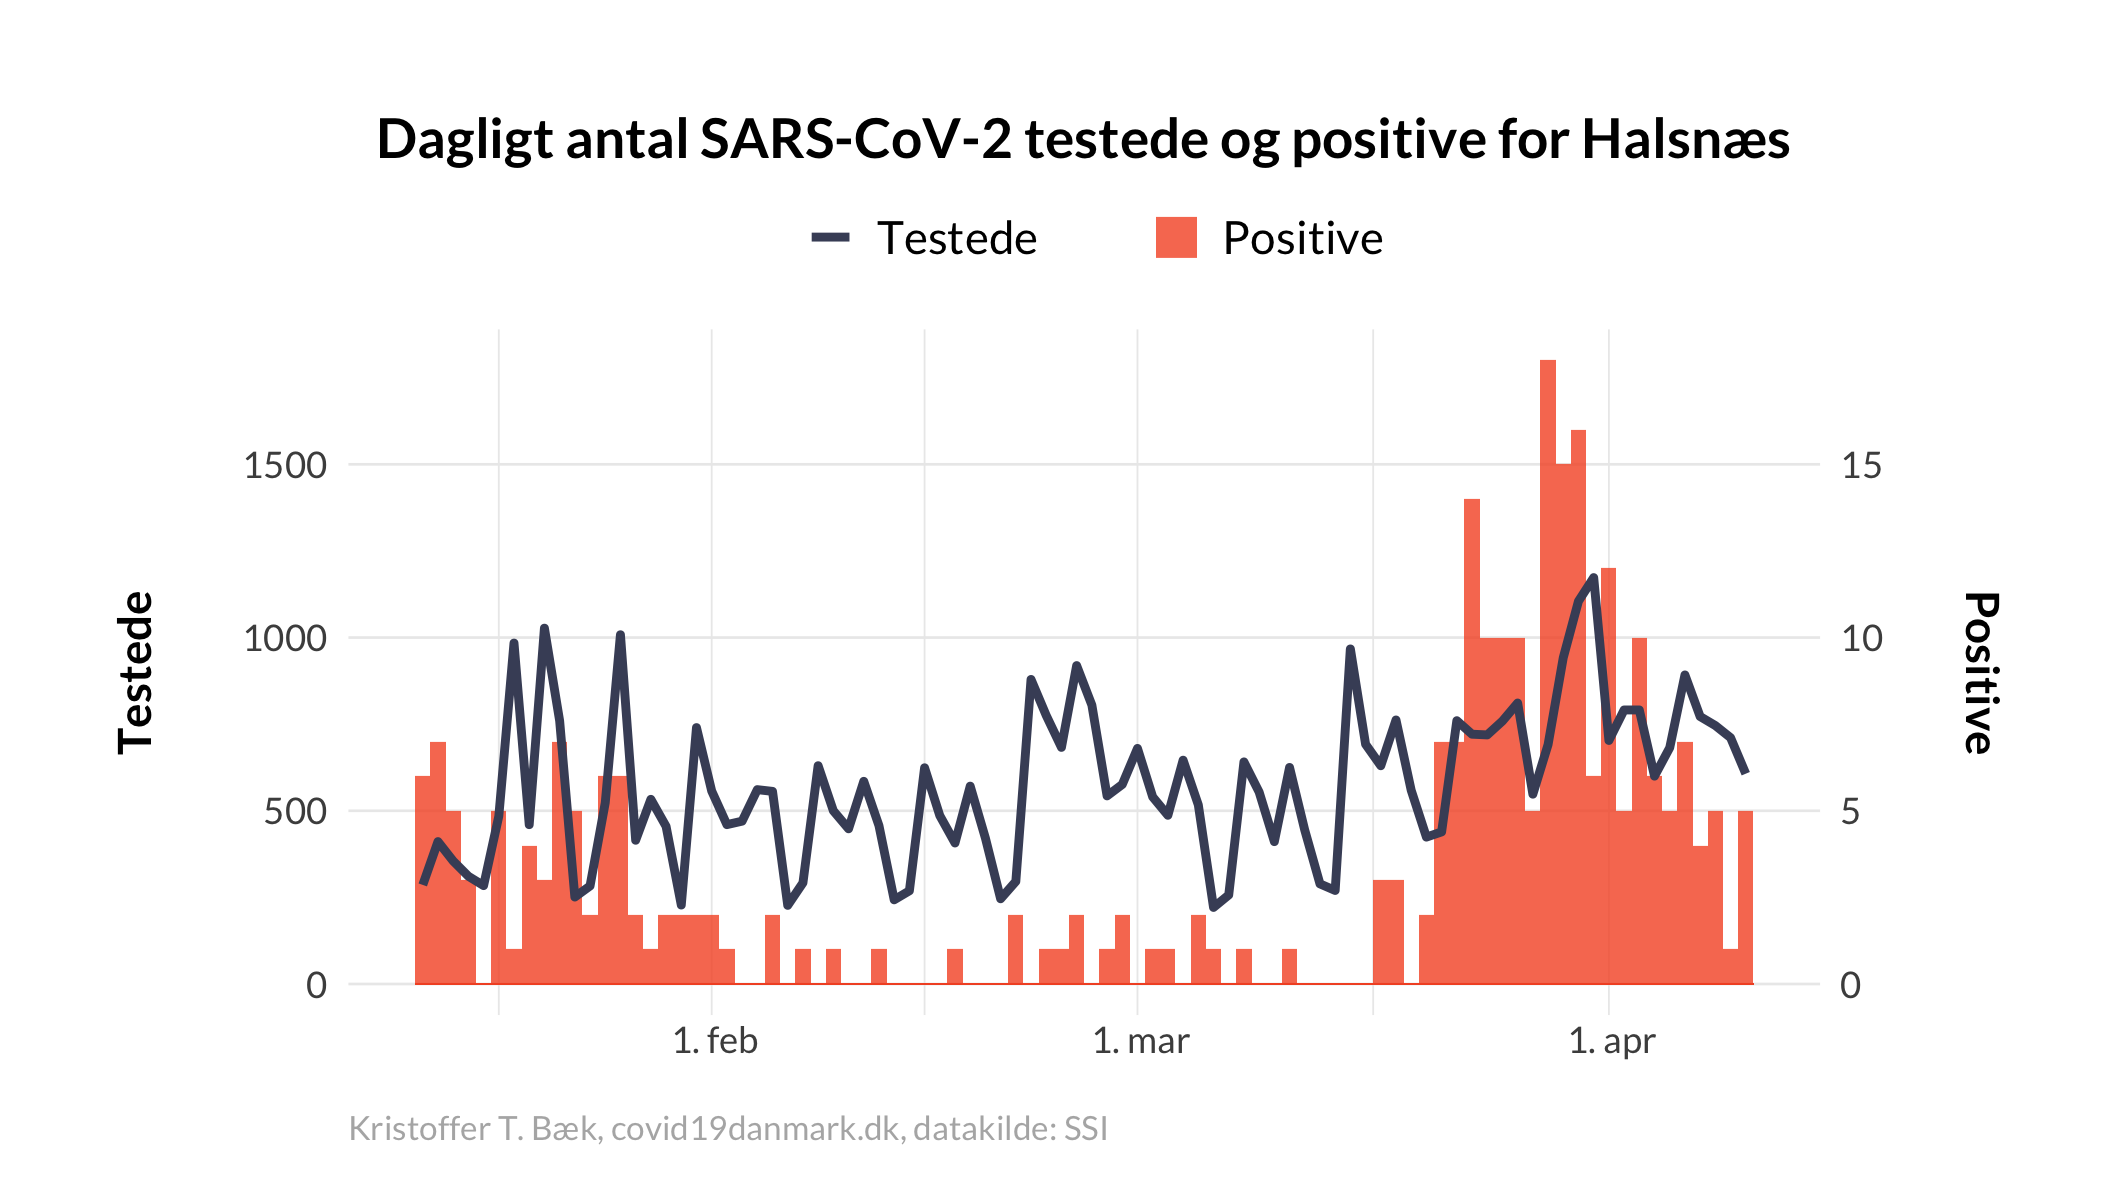 Dagligt antal SARS-CoV-2 testede og positive for Halsnæs
Testede Positive
1500
1000
500
0
Testede
15
10
5
0
Positive
1. feb 1. mar 1. apr
Kristoffer T. Bæk, covid19danmark.dk, datakilde: SSI